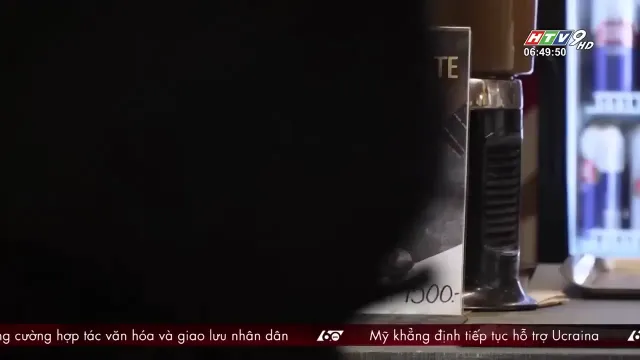 HTV9 HD
06:49:50
TE
1500:-
cường hợp tác văn hóa và giao lưu nhân dân
60
Mỹ khẳng định tiếp tục hỗ trợ Ucraina